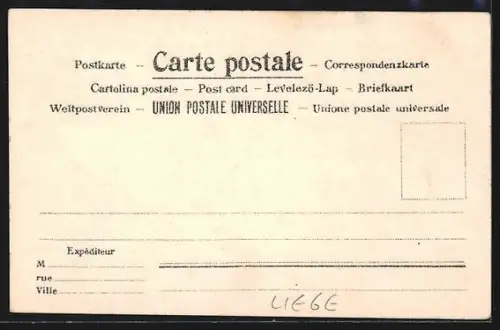 Postkarte – Carte postale – Correspondenzkarte
Cartolina postale – Post card – Levelező-Lap – Briefkaart
Weltpostverein – UNION POSTALE UNIVERSELLE – Unione postale universale
Expéditeur
M
rue
Ville
LIEGE